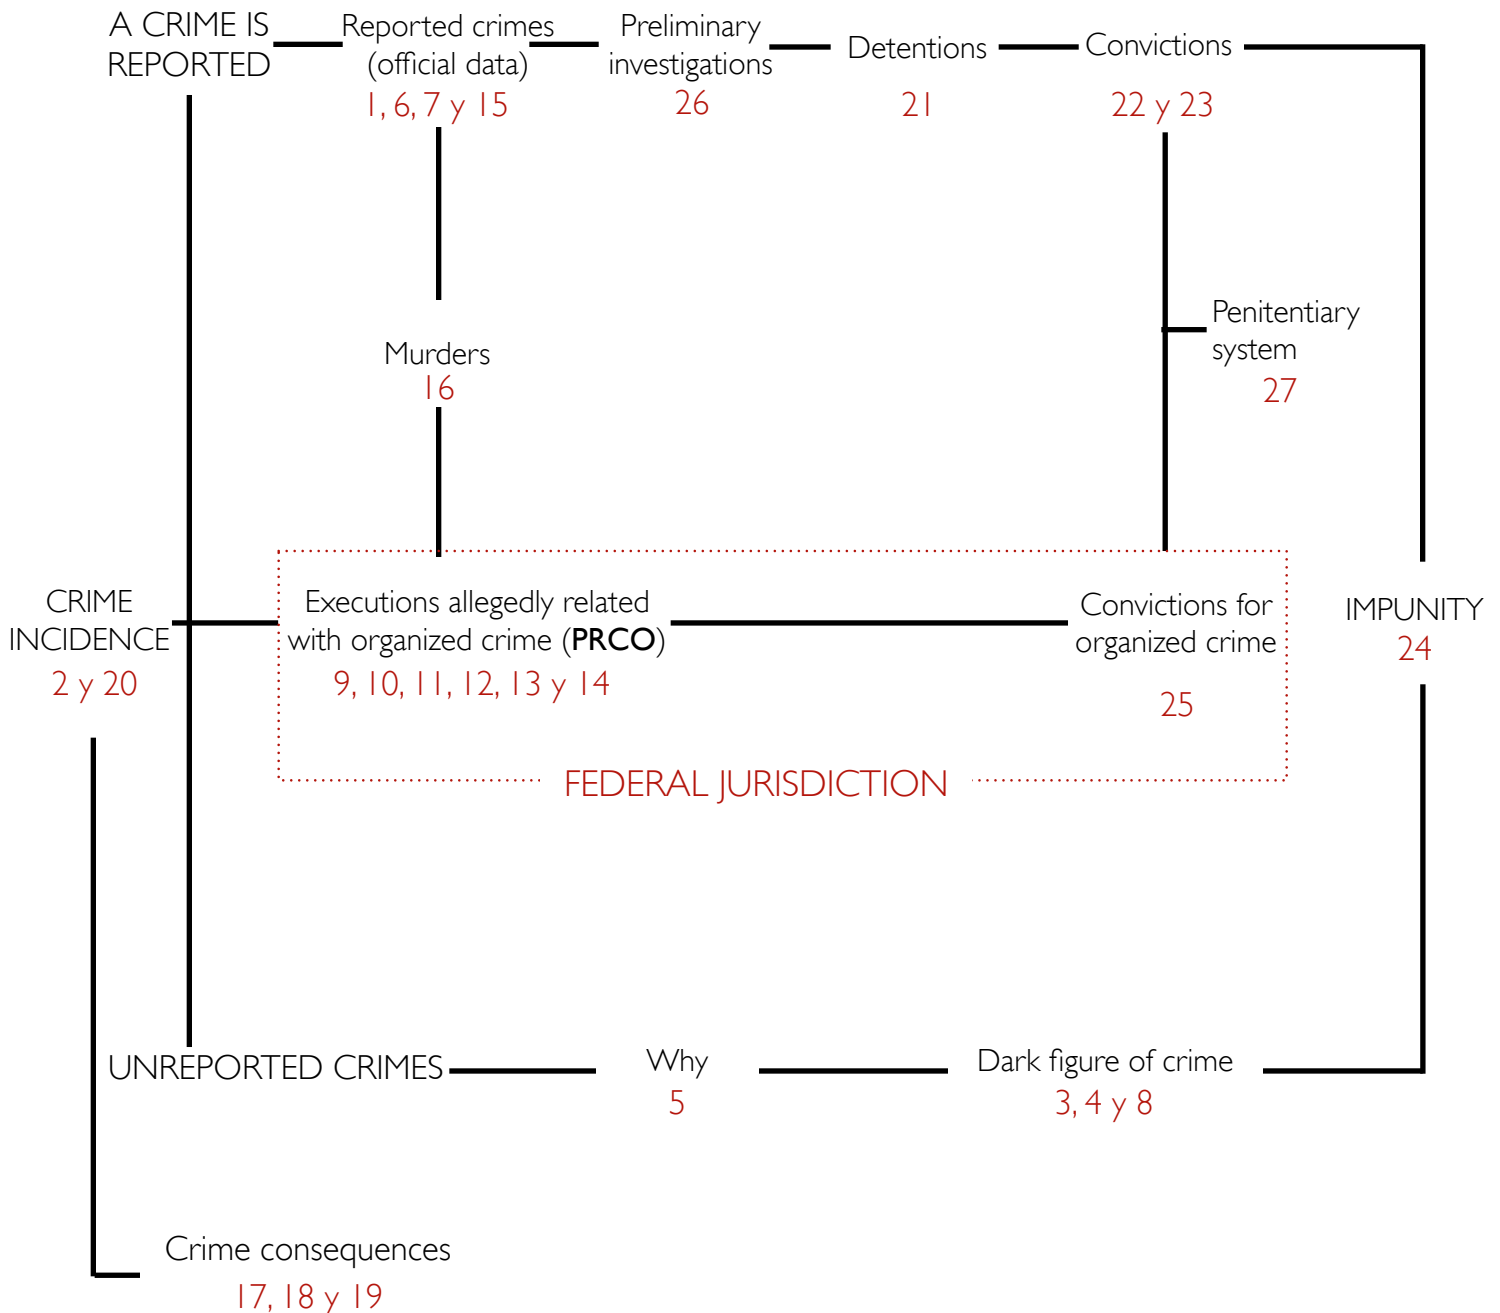 A CRIME IS
REPORTED
Reported crimes
(official data)
1, 6, 7 y 15
Preliminary
investigations
26
Detentions
21
Convictions
22 y 23
Murders
16
Penitentiary
system
27
CRIME
INCIDENCE
2 y 20
Executions allegedly related
with organized crime (PRCO)
9, 10, 11, 12, 13 y 14
Convictions for
organized crime
25
IMPUNITY
24
FEDERAL JURISDICTION
UNREPORTED CRIMES
Why
5
Dark figure of crime
3, 4 y 8
Crime consequences
17, 18 y 19